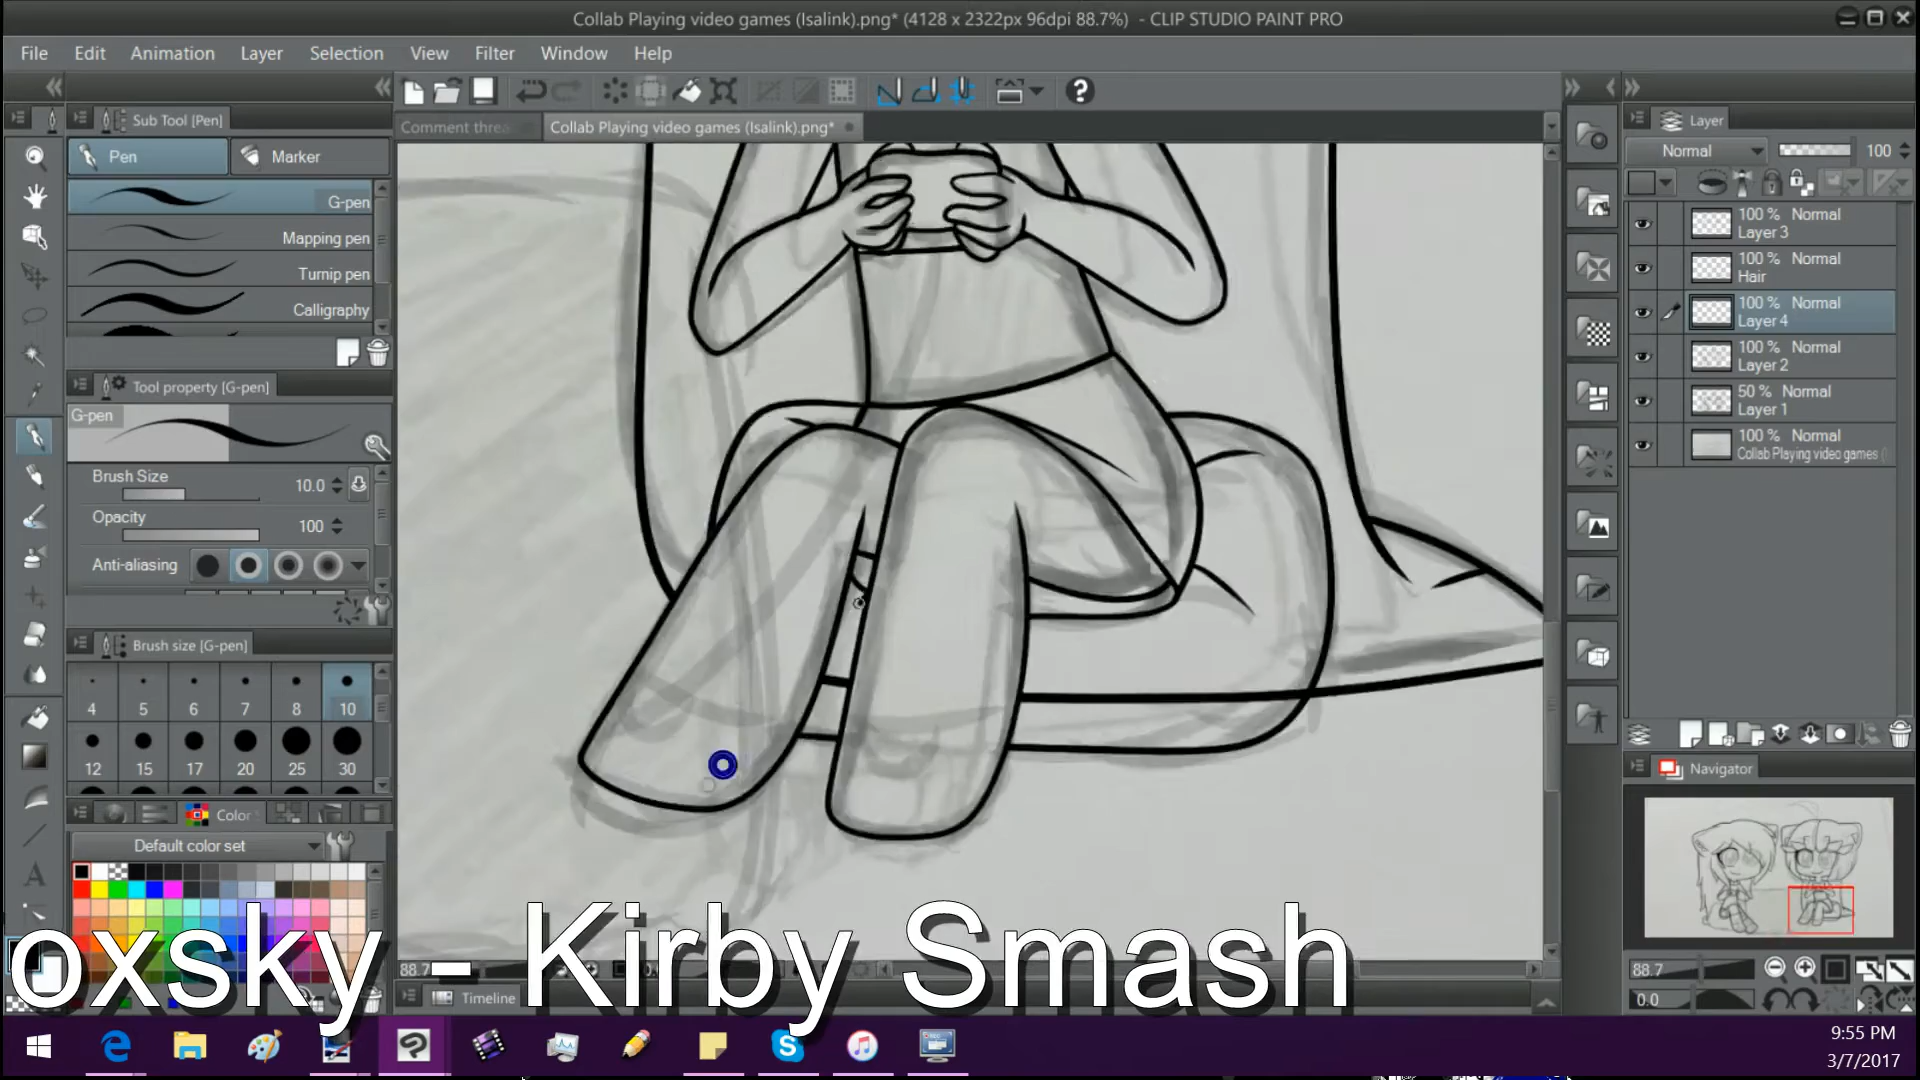 Collab Playing video games (Isalink).png* (4128 x 2322px 96dpi 88.7%) - CLIP STUDIO PAINT PRO
File Edit Animation Layer Selection View Filter Window Help
Sub Tool [Pen]
Comment threa
Collab Playing video games (Isalink).png*
Layer
Pen
Marker
Normal
100
G-pen
Mapping pen
Turnip pen
Calligraphy
Tool property [G-pen]
G-pen
Brush Size
10.0
Opacity
100
Anti-aliasing
Brush size [G-pen]
4 5 6 7 8 10
12 15 17 20 25 30
Color
Default color set
100 % Normal
Layer 3
100 % Normal
Hair
100 % Normal
Layer 4
100 % Normal
Layer 2
50 % Normal
Layer 1
100 % Normal
Collab Playing video games (
Navigator
88.7
0.0
88.7
Timeline
oxsky - Kirby Smash
9:55 PM
3/7/2017